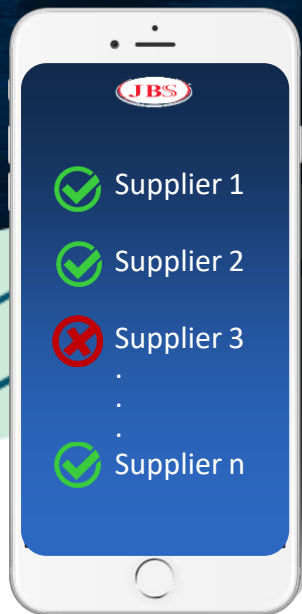 JBS
Supplier 1
Supplier 2
Supplier 3
.
.
.
Supplier n